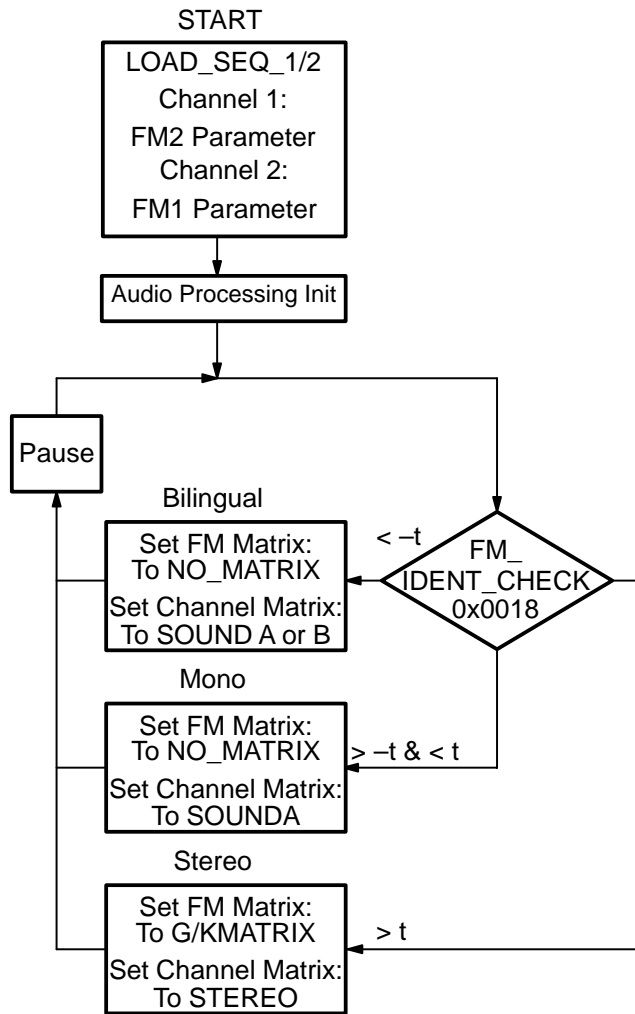 START
LOAD_SEQ_1/2
Channel 1:
FM2 Parameter
Channel 2:
FM1 Parameter
Audio Processing Init
Pause
Bilingual
Set FM Matrix:
To NO_MATRIX
Set Channel Matrix:
To SOUND A or B
< –t
FM_
IDENT_CHECK
0x0018
Mono
Set FM Matrix:
To NO_MATRIX
Set Channel Matrix:
To SOUNDA
> –t & < t
Stereo
Set FM Matrix:
To G/KMATRIX
Set Channel Matrix:
To STEREO
> t